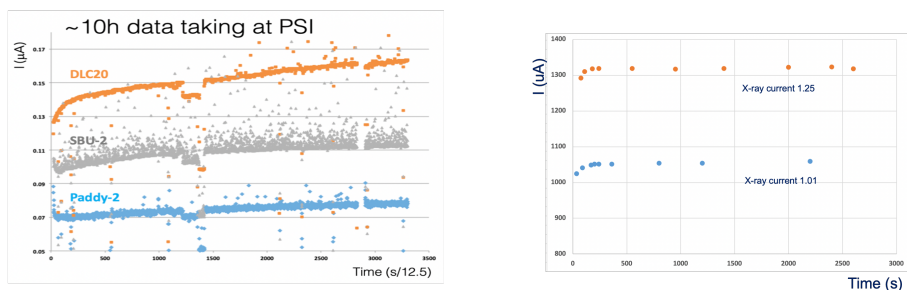 ~10h data taking at PSI
I (µA)
0.17
0.15
0.13
0.11
0.09
0.07
0.05
DLC20
SBU-2
Paddy-2
0
500
1000
1500
2000
2500
3000
3500
Time (s/12.5)
I (uA)
1400
1300
1200
1100
1000
900
800
X-ray current 1.25
X-ray current 1.01
0
500
1000
1500
2000
2500
3000
Time (s)